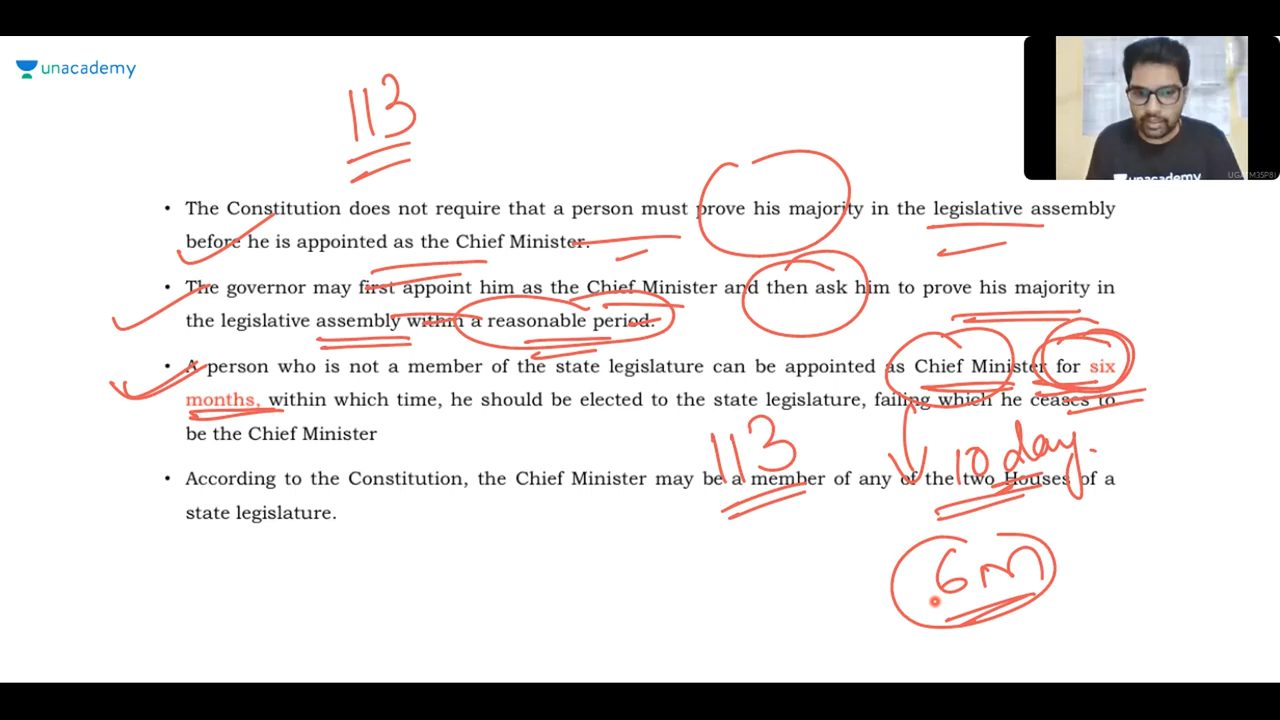 unacademy
113
unacademy
• The Constitution does not require that a person must prove his majority in the legislative assembly
before he is appointed as the Chief Minister.
• The governor may first appoint him as the Chief Minister and then ask him to prove his majority in
the legislative assembly within a reasonable period.
• A person who is not a member of the state legislature can be appointed as Chief Minister for six
months, within which time, he should be elected to the state legislature, failing which he ceases to
be the Chief Minister
113
10 day.
• According to the Constitution, the Chief Minister may be a member of any of the two Houses of a
state legislature.
6m